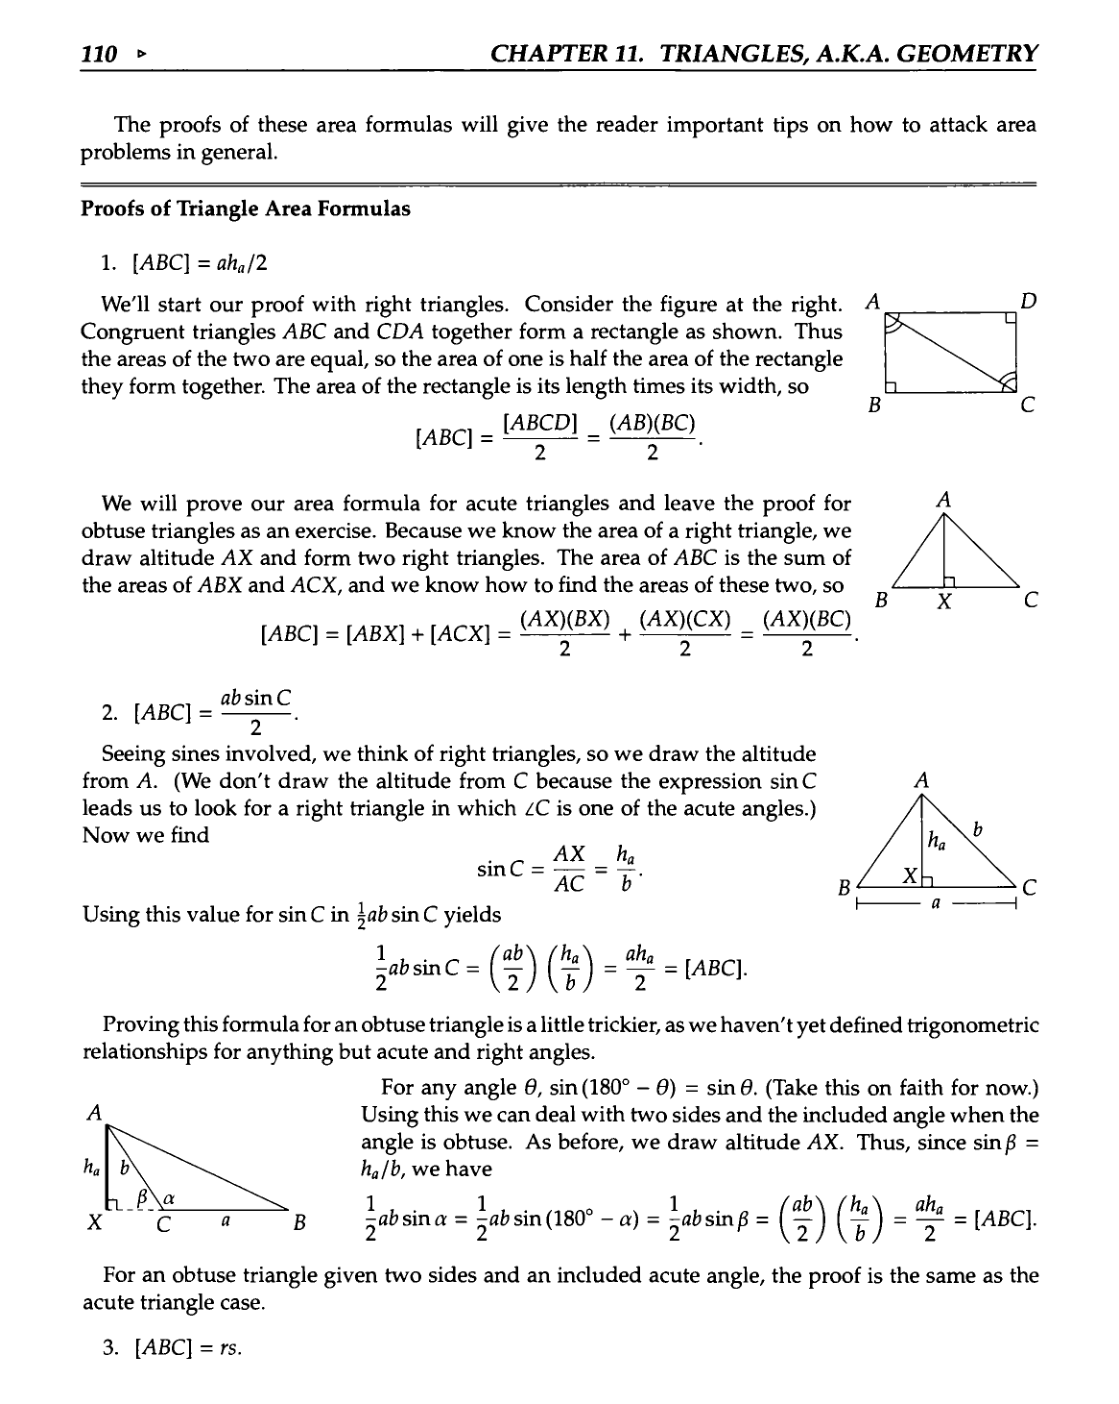 110 ▹ CHAPTER 11. TRIANGLES, A.K.A. GEOMETRY
The proofs of these area formulas will give the reader important tips on how to attack area
problems in general.
Proofs of Triangle Area Formulas
1. [ABC] = ahₐ/2
We'll start our proof with right triangles. Consider the figure at the right.
Congruent triangles ABC and CDA together form a rectangle as shown. Thus
the areas of the two are equal, so the area of one is half the area of the rectangle
they form together. The area of the rectangle is its length times its width, so
A D
B C
[ABC] = [ABCD]/2 = (AB)(BC)/2.
We will prove our area formula for acute triangles and leave the proof for
obtuse triangles as an exercise. Because we know the area of a right triangle, we
draw altitude AX and form two right triangles. The area of ABC is the sum of
the areas of ABX and ACX, and we know how to find the areas of these two, so
A
B X C
[ABC] = [ABX] + [ACX] = (AX)(BX)/2 + (AX)(CX)/2 = (AX)(BC)/2.
2. [ABC] = ab sin C/2.
Seeing sines involved, we think of right triangles, so we draw the altitude
from A. (We don't draw the altitude from C because the expression sin C
leads us to look for a right triangle in which ∠C is one of the acute angles.)
Now we find
A
hₐ b
B X C
a
sin C = AX/AC = hₐ/b.
Using this value for sin C in ½ab sin C yields
1/2 ab sin C = (ab/2) (hₐ/b) = ahₐ/2 = [ABC].
Proving this formula for an obtuse triangle is a little trickier, as we haven't yet defined trigonometric
relationships for anything but acute and right angles.
A
hₐ b
β α
X C a B
For any angle θ, sin (180° − θ) = sin θ. (Take this on faith for now.)
Using this we can deal with two sides and the included angle when the
angle is obtuse. As before, we draw altitude AX. Thus, since sin β =
hₐ/b, we have
1/2 ab sin α = 1/2 ab sin (180° − α) = 1/2 ab sin β = (ab/2) (hₐ/b) = ahₐ/2 = [ABC].
For an obtuse triangle given two sides and an included acute angle, the proof is the same as the
acute triangle case.
3. [ABC] = rs.